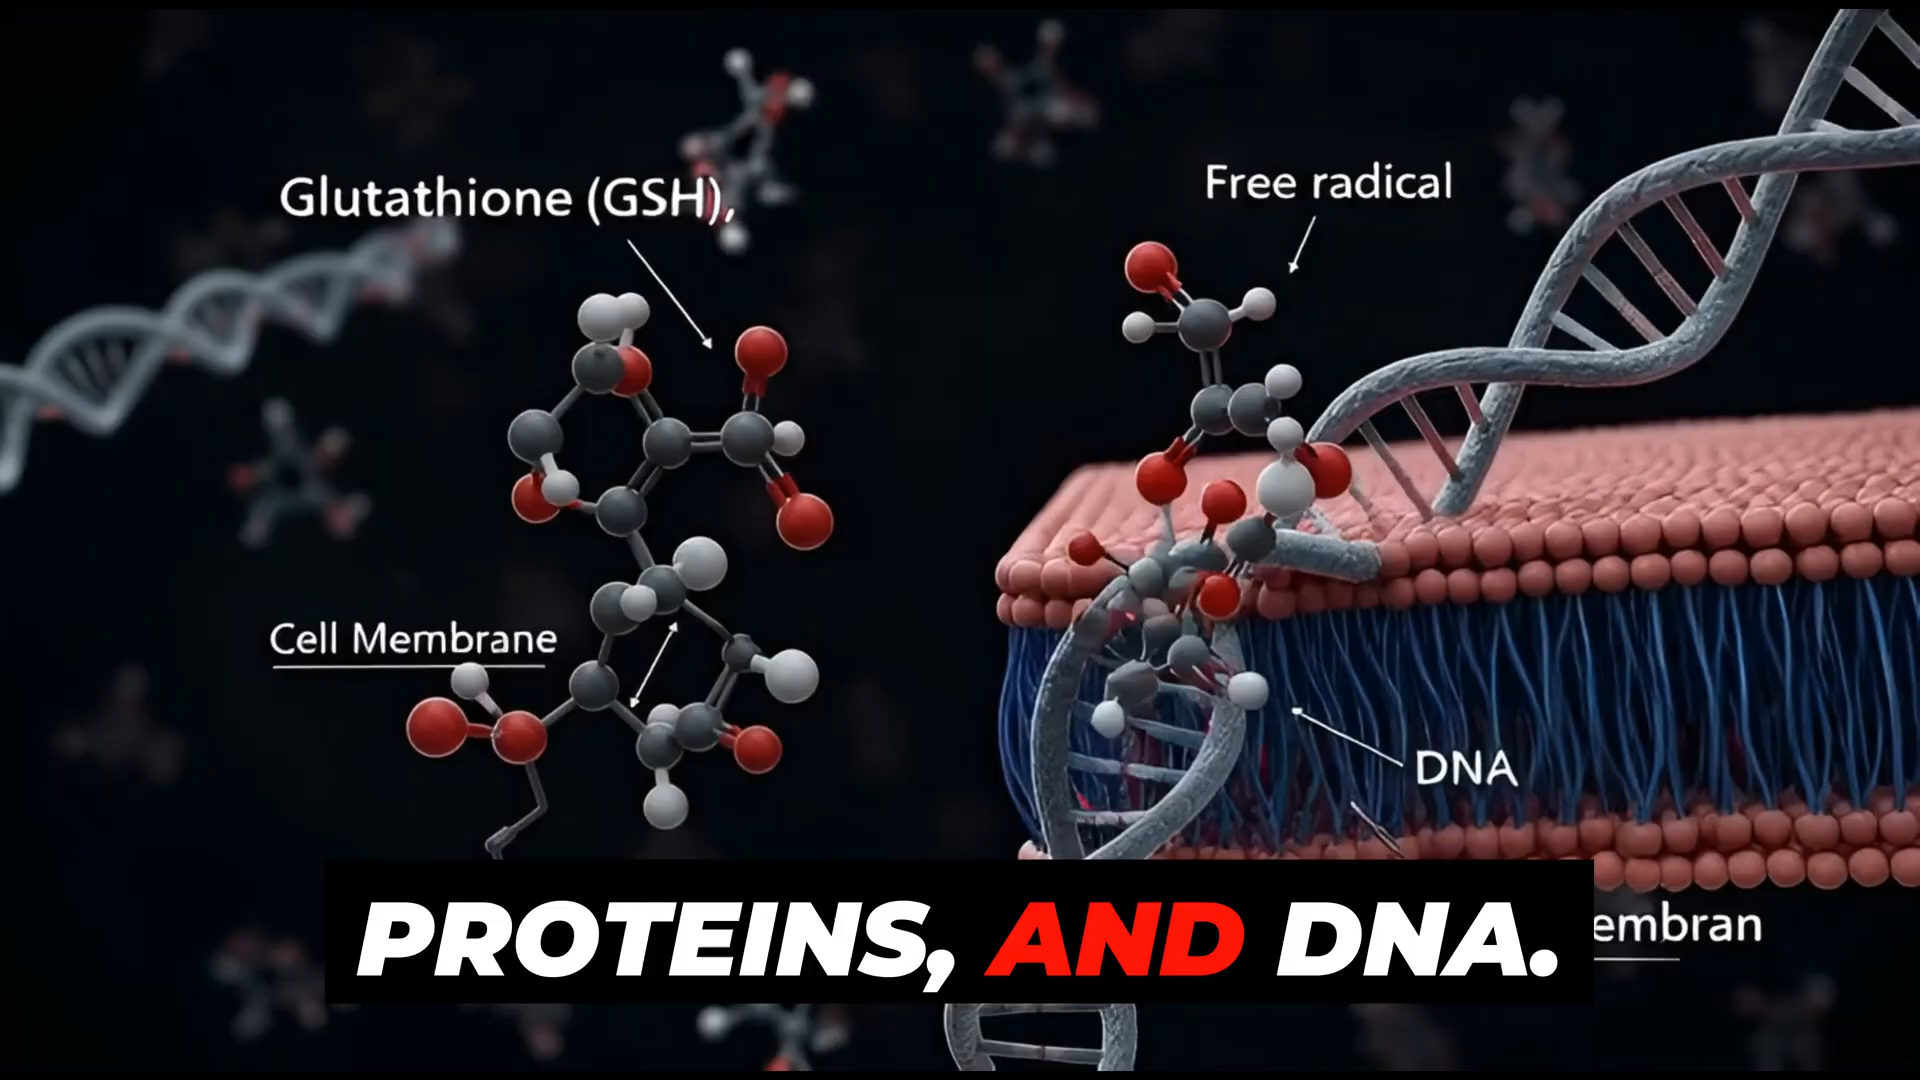 Glutathione (GSH),
Free radical
Cell Membrane
DNA
embran
PROTEINS, AND DNA.